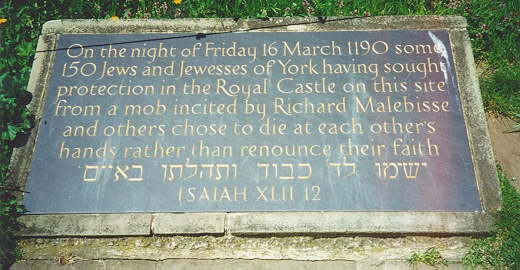 On the night of Friday 16 March 1190 some
150 Jews and Jewesses of York having sought
protection in the Royal Castle on this site
from a mob incited by Richard Malebisse
and others chose to die at each other's
hands rather than renounce their faith
ישימו לד כבוד ותהלתו באיים
ISAIAH XLII 12